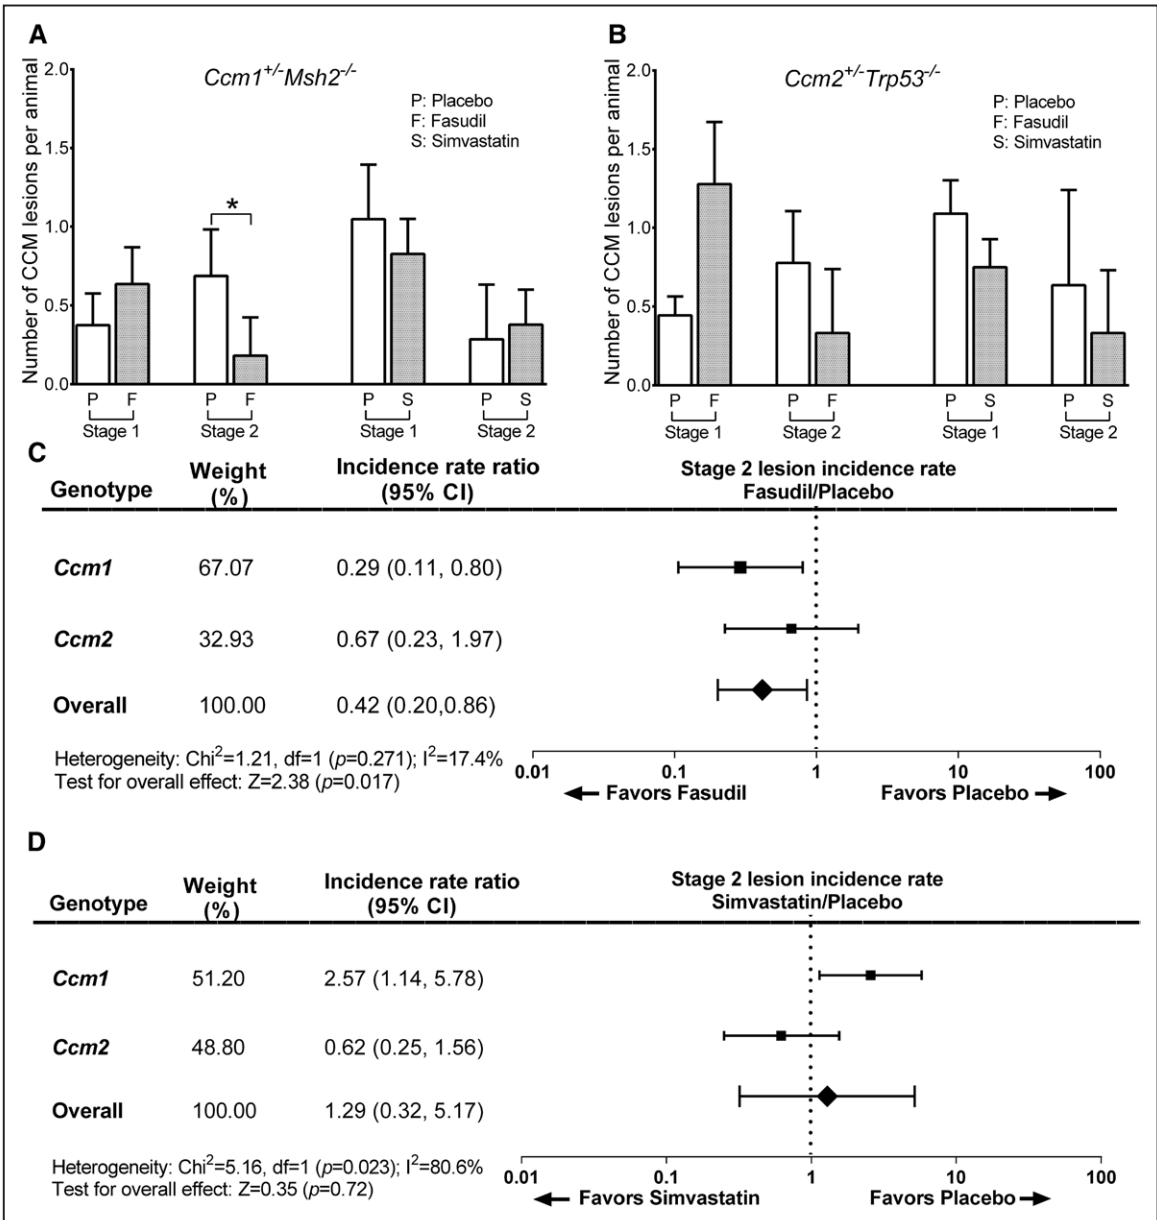 A
Number of CCM lesions per animal
2.0
1.5
1.0
0.5
0.0
Ccm1+/-Msh2-/-
P: Placebo
F: Fasudil
S: Simvastatin
*
P F P F P S P S
Stage 1 Stage 2 Stage 1 Stage 2
B
Number of CCM lesions per animal
2.0
1.5
1.0
0.5
0.0
Ccm2+/-Trp53-/-
P: Placebo
F: Fasudil
S: Simvastatin
P F P F P S P S
Stage 1 Stage 2 Stage 1 Stage 2
C
Genotype
Weight
(%)
Incidence rate ratio
(95% CI)
Stage 2 lesion incidence rate
Fasudil/Placebo
Ccm1 67.07 0.29 (0.11, 0.80)
Ccm2 32.93 0.67 (0.23, 1.97)
Overall 100.00 0.42 (0.20,0.86)
Heterogeneity: Chi2=1.21, df=1 (p=0.271); I2=17.4%
Test for overall effect: Z=2.38 (p=0.017)
0.01 0.1 1 10 100
Favors Fasudil Favors Placebo
D
Genotype
Weight
(%)
Incidence rate ratio
(95% CI)
Stage 2 lesion incidence rate
Simvastatin/Placebo
Ccm1 51.20 2.57 (1.14, 5.78)
Ccm2 48.80 0.62 (0.25, 1.56)
Overall 100.00 1.29 (0.32, 5.17)
Heterogeneity: Chi2=5.16, df=1 (p=0.023); I2=80.6%
Test for overall effect: Z=0.35 (p=0.72)
0.01 0.1 1 10 100
Favors Simvastatin Favors Placebo